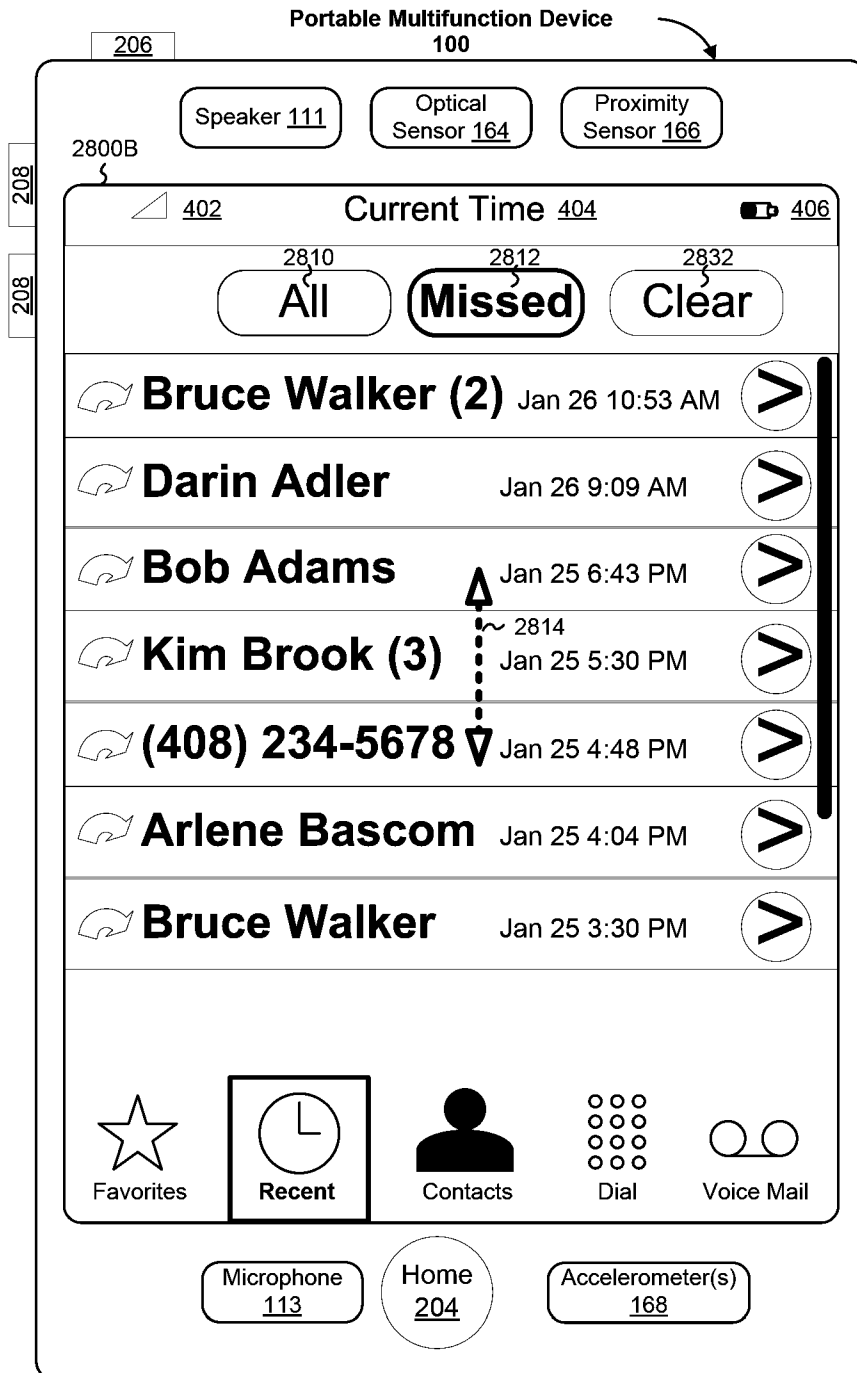 Portable Multifunction Device
100
206
Speaker 111
Optical
Sensor 164
Proximity
Sensor 166
2800B
208
208
402
Current Time 404
406
2810
2812
2832
All
Missed
Clear
Bruce Walker (2) Jan 26 10:53 AM >
Darin Adler Jan 26 9:09 AM >
Bob Adams Jan 25 6:43 PM >
2814
Kim Brook (3) Jan 25 5:30 PM >
(408) 234-5678 Jan 25 4:48 PM >
Arlene Bascom Jan 25 4:04 PM >
Bruce Walker Jan 25 3:30 PM >
Favorites
Recent
Contacts
Dial
Voice Mail
Microphone
113
Home
204
Accelerometer(s)
168